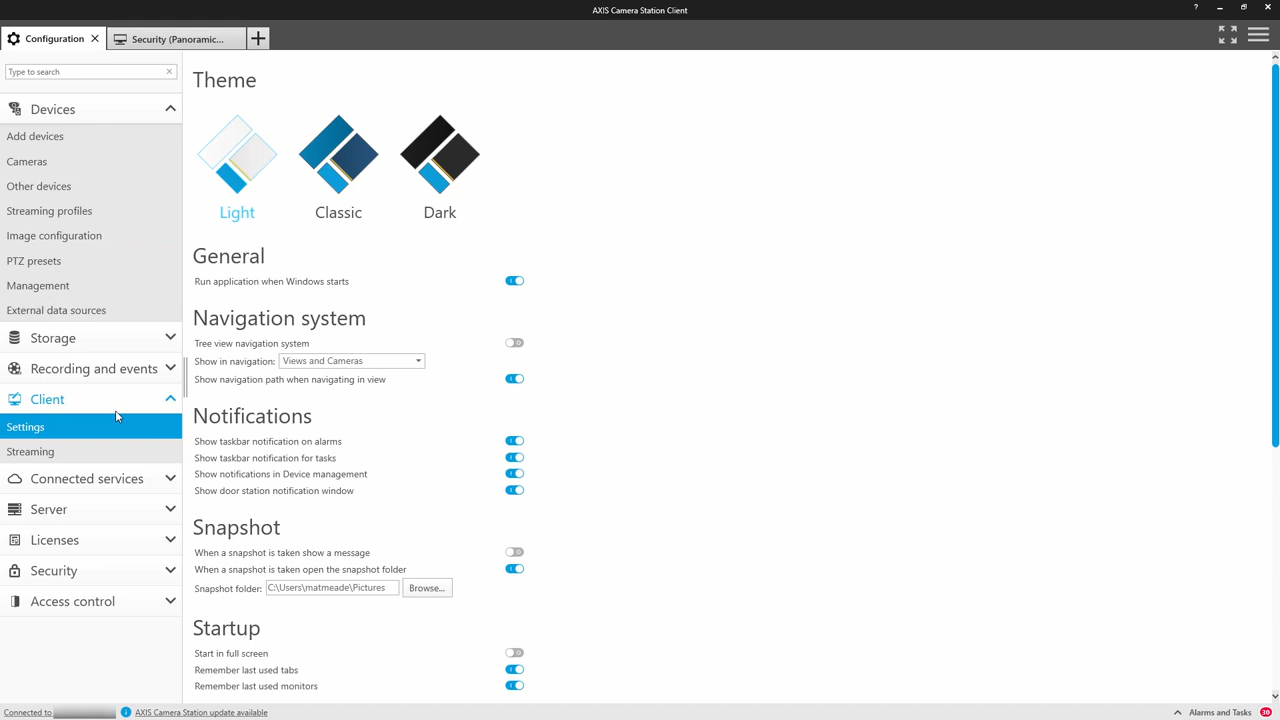 AXIS Camera Station Client
?
Configuration
Security (Panoramic...
Type to search
Devices
Add devices
Cameras
Other devices
Streaming profiles
Image configuration
PTZ presets
Management
External data sources
Storage
Recording and events
Client
Settings
Streaming
Connected services
Server
Licenses
Security
Access control
Theme
Light
Classic
Dark
General
Run application when Windows starts
Navigation system
Tree view navigation system
Show in navigation: Views and Cameras
Show navigation path when navigating in view
Notifications
Show taskbar notification on alarms
Show taskbar notification for tasks
Show notifications in Device management
Show door station notification window
Snapshot
When a snapshot is taken show a message
When a snapshot is taken open the snapshot folder
Snapshot folder: C:\Users\matmeade\Pictures Browse...
Startup
Start in full screen
Remember last used tabs
Remember last used monitors
Connected to
AXIS Camera Station update available
Alarms and Tasks 30